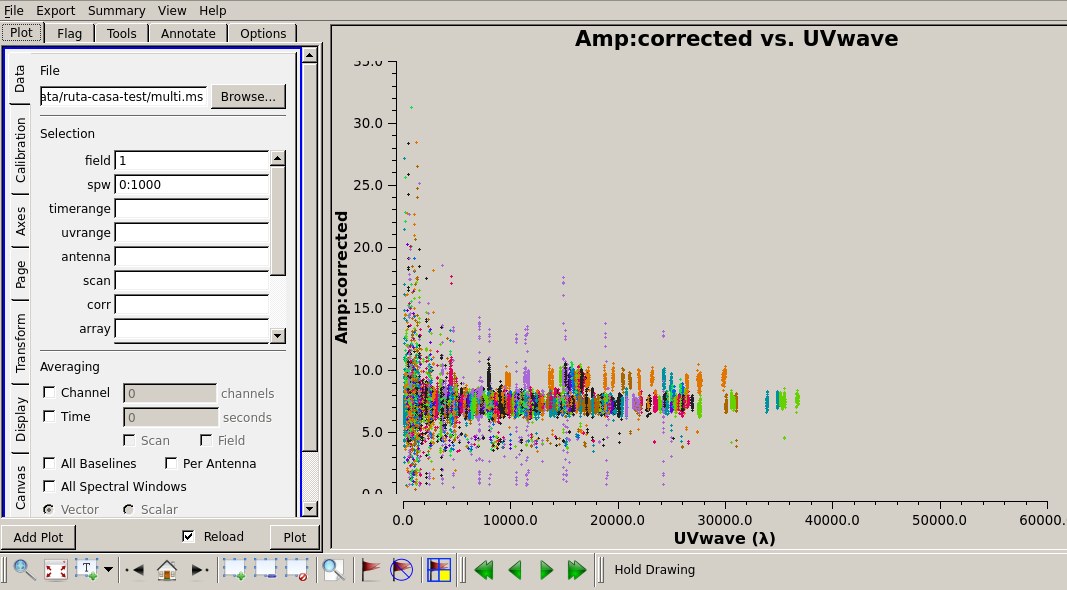 File Export Summary View Help
Plot Flag Tools Annotate Options
Data
Calibration
Axes
Page
Transform
Display
Canvas
File
ata/ruta-casa-test/multi.ms Browse...
Selection
field 1
spw 0:1000
timerange
uvrange
antenna
scan
corr
array
Averaging
Channel 0 channels
Time 0 seconds
Scan Field
All Baselines Per Antenna
All Spectral Windows
Vector Scalar
Add Plot Reload Plot
Amp:corrected vs. UVwave
Amp:corrected
35.0
30.0
25.0
20.0
15.0
10.0
5.0
0.0
0.0 10000.0 20000.0 30000.0 40000.0 50000.0 60000.
UVwave (λ)
T
Hold Drawing